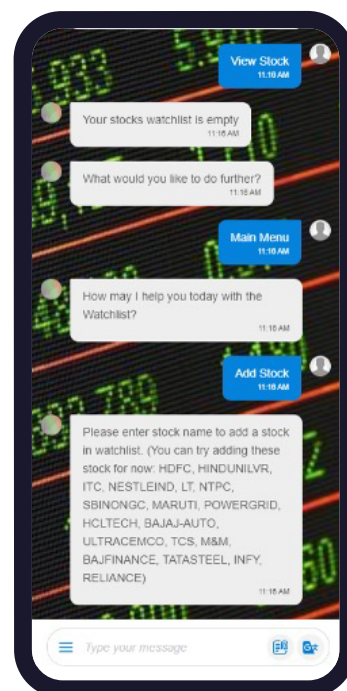 View Stock
11:16 AM
Your stocks watchlist is empty
11:16 AM
What would you like to do further?
11:16 AM
Main Menu
11:16 AM
How may I help you today with the
Watchlist?
11:16 AM
Add Stock
11:16 AM
Please enter stock name to add a stock
in watchlist. (You can try adding these
stock for now: HDFC, HINDUNILVR,
ITC, NESTLEIND, LT, NTPC,
SBINONGC, MARUTI, POWERGRID,
HCLTECH, BAJAJ-AUTO,
ULTRACEMCO, TCS, M&M,
BAJFINANCE, TATASTEEL, INFY,
RELIANCE)
11:16 AM
Type your message